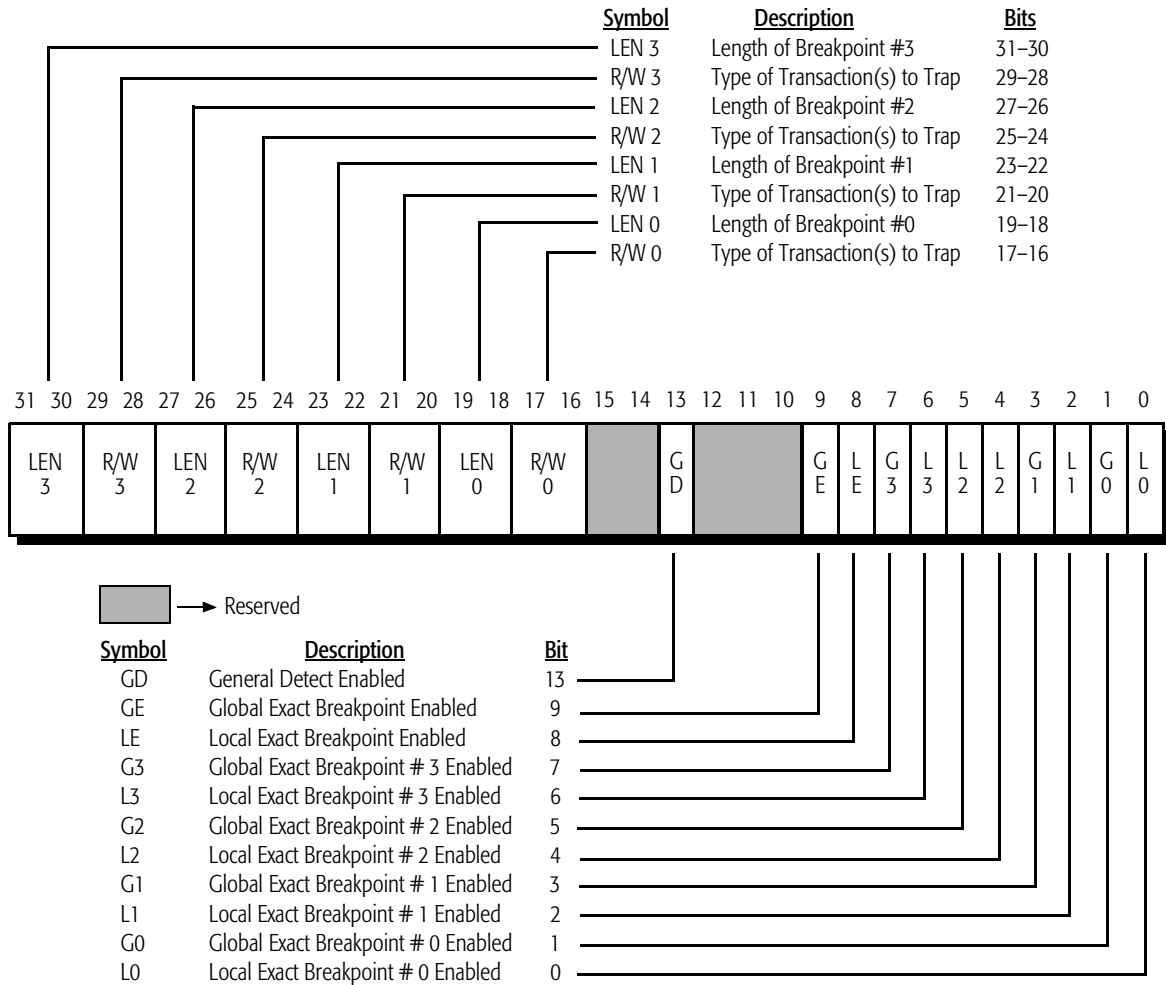 Symbol Description Bits
LEN 3 Length of Breakpoint #3 31–30
R/W 3 Type of Transaction(s) to Trap 29–28
LEN 2 Length of Breakpoint #2 27–26
R/W 2 Type of Transaction(s) to Trap 25–24
LEN 1 Length of Breakpoint #1 23–22
R/W 1 Type of Transaction(s) to Trap 21–20
LEN 0 Length of Breakpoint #0 19–18
R/W 0 Type of Transaction(s) to Trap 17–16
31 30 29 28 27 26 25 24 23 22 21 20 19 18 17 16 15 14 13 12 11 10 9 8 7 6 5 4 3 2 1 0
LEN R/W LEN R/W LEN R/W LEN R/W G G L G L L L G L G L
3 3 2 2 1 1 0 0 D E E 3 3 2 2 1 1 0 0
Reserved
Symbol Description Bit
GD General Detect Enabled 13
GE Global Exact Breakpoint Enabled 9
LE Local Exact Breakpoint Enabled 8
G3 Global Exact Breakpoint # 3 Enabled 7
L3 Local Exact Breakpoint # 3 Enabled 6
G2 Global Exact Breakpoint # 2 Enabled 5
L2 Local Exact Breakpoint # 2 Enabled 4
G1 Global Exact Breakpoint # 1 Enabled 3
L1 Local Exact Breakpoint # 1 Enabled 2
G0 Global Exact Breakpoint # 0 Enabled 1
L0 Local Exact Breakpoint # 0 Enabled 0